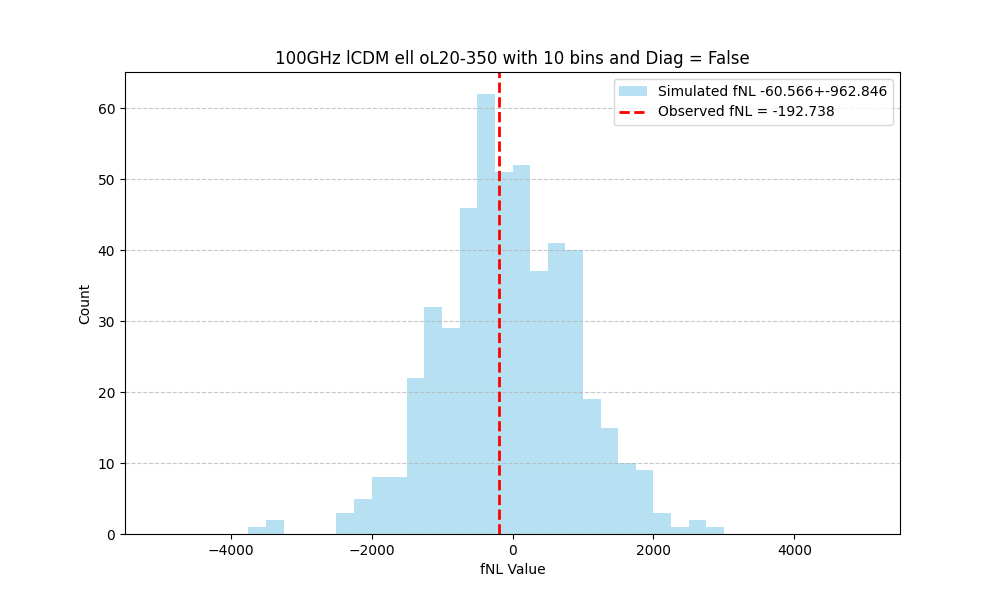 100GHz lCDM ell oL20-350 with 10 bins and Diag = False
Simulated fNL -60.566+-962.846
Observed fNL = -192.738
Count
60
50
40
30
20
10
0
−4000
−2000
0
2000
4000
fNL Value